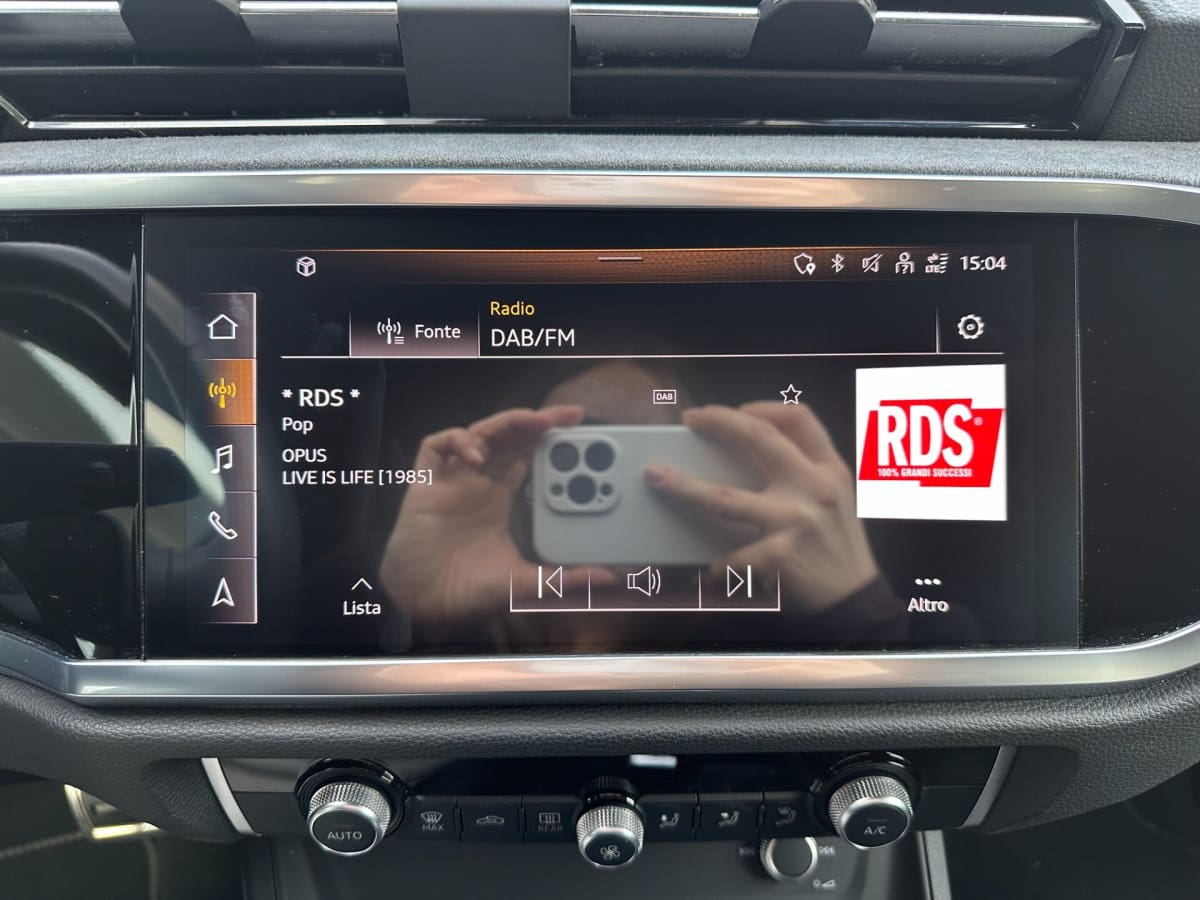 LTE 15:04
Fonte
Radio
DAB/FM
* RDS *
DAB
Pop
OPUS
LIVE IS LIFE [1985]
RDS®
100% GRANDI SUCCESSI
Lista
Altro
AUTO
MAX
REAR
A/C